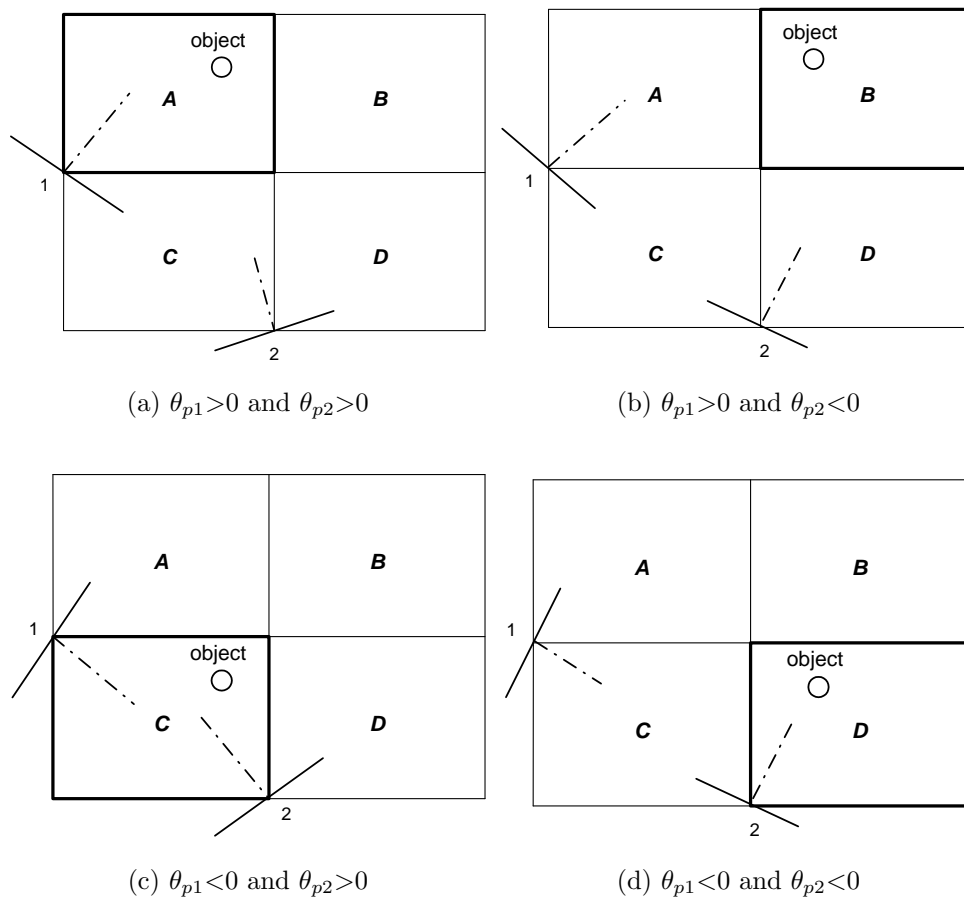 object
A
B
1
C
D
2
(a) θp1>0 and θp2>0
object
A
B
1
C
D
2
(b) θp1>0 and θp2<0
A
B
1
object
C
D
2
(c) θp1<0 and θp2>0
A
B
1
object
C
D
2
(d) θp1<0 and θp2<0